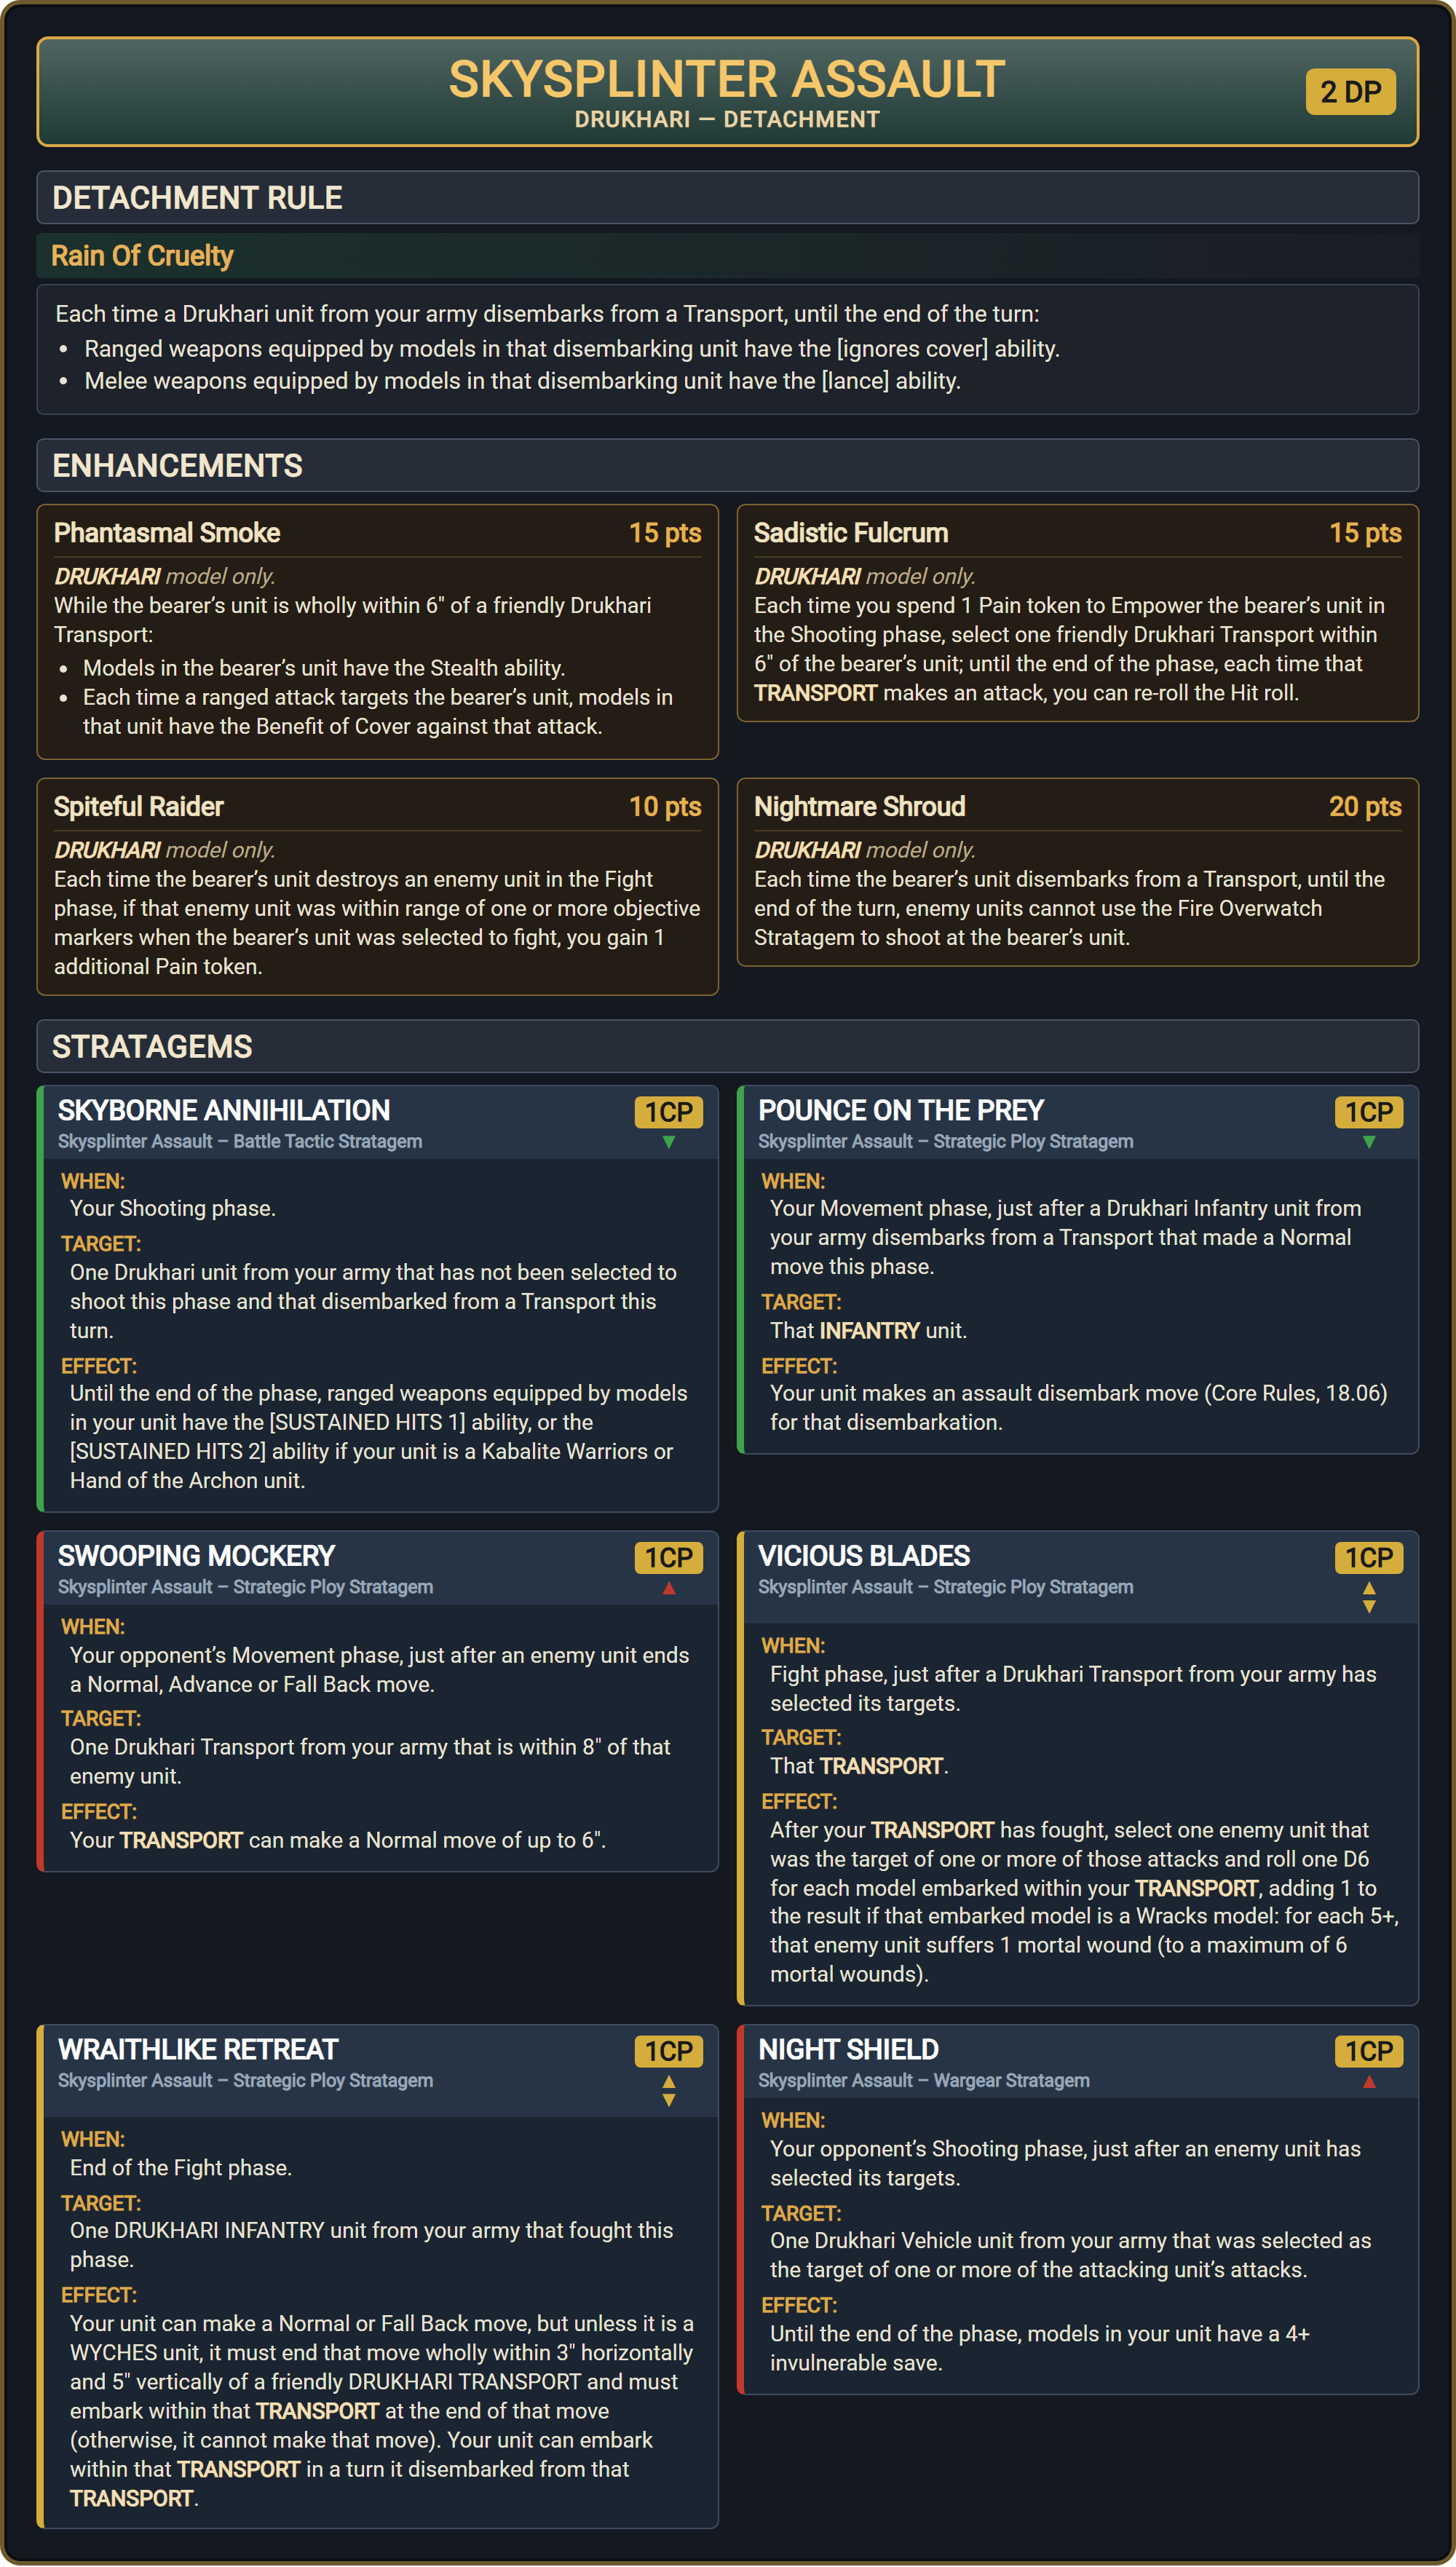 SKYSPLINTER ASSAULT
DRUKHARI — DETACHMENT
2 DP
DETACHMENT RULE
Rain Of Cruelty
Each time a Drukhari unit from your army disembarks from a Transport, until the end of the turn:
• Ranged weapons equipped by models in that disembarking unit have the [ignores cover] ability.
• Melee weapons equipped by models in that disembarking unit have the [lance] ability.
ENHANCEMENTS
Phantasmal Smoke 15 pts
DRUKHARI model only.
While the bearer’s unit is wholly within 6" of a friendly Drukhari
Transport:
• Models in the bearer’s unit have the Stealth ability.
• Each time a ranged attack targets the bearer’s unit, models in
that unit have the Benefit of Cover against that attack.
Sadistic Fulcrum 15 pts
DRUKHARI model only.
Each time you spend 1 Pain token to Empower the bearer’s unit in
the Shooting phase, select one friendly Drukhari Transport within
6" of the bearer’s unit; until the end of the phase, each time that
TRANSPORT makes an attack, you can re-roll the Hit roll.
Spiteful Raider 10 pts
DRUKHARI model only.
Each time the bearer’s unit destroys an enemy unit in the Fight
phase, if that enemy unit was within range of one or more objective
markers when the bearer’s unit was selected to fight, you gain 1
additional Pain token.
Nightmare Shroud 20 pts
DRUKHARI model only.
Each time the bearer’s unit disembarks from a Transport, until the
end of the turn, enemy units cannot use the Fire Overwatch
Stratagem to shoot at the bearer’s unit.
STRATAGEMS
SKYBORNE ANNIHILATION 1CP
Skysplinter Assault – Battle Tactic Stratagem ▼
WHEN:
Your Shooting phase.
TARGET:
One Drukhari unit from your army that has not been selected to
shoot this phase and that disembarked from a Transport this
turn.
EFFECT:
Until the end of the phase, ranged weapons equipped by models
in your unit have the [SUSTAINED HITS 1] ability, or the
[SUSTAINED HITS 2] ability if your unit is a Kabalite Warriors or
Hand of the Archon unit.
POUNCE ON THE PREY 1CP
Skysplinter Assault – Strategic Ploy Stratagem ▼
WHEN:
Your Movement phase, just after a Drukhari Infantry unit from
your army disembarks from a Transport that made a Normal
move this phase.
TARGET:
That INFANTRY unit.
EFFECT:
Your unit makes an assault disembark move (Core Rules, 18.06)
for that disembarkation.
SWOOPING MOCKERY 1CP
Skysplinter Assault – Strategic Ploy Stratagem ▲
WHEN:
Your opponent’s Movement phase, just after an enemy unit ends
a Normal, Advance or Fall Back move.
TARGET:
One Drukhari Transport from your army that is within 8" of that
enemy unit.
EFFECT:
Your TRANSPORT can make a Normal move of up to 6".
VICIOUS BLADES 1CP
Skysplinter Assault – Strategic Ploy Stratagem ▲
▼
WHEN:
Fight phase, just after a Drukhari Transport from your army has
selected its targets.
TARGET:
That TRANSPORT.
EFFECT:
After your TRANSPORT has fought, select one enemy unit that
was the target of one or more of those attacks and roll one D6
for each model embarked within your TRANSPORT, adding 1 to
the result if that embarked model is a Wracks model: for each 5+,
that enemy unit suffers 1 mortal wound (to a maximum of 6
mortal wounds).
WRAITHLIKE RETREAT 1CP
Skysplinter Assault – Strategic Ploy Stratagem ▲
▼
WHEN:
End of the Fight phase.
TARGET:
One DRUKHARI INFANTRY unit from your army that fought this
phase.
EFFECT:
Your unit can make a Normal or Fall Back move, but unless it is a
WYCHES unit, it must end that move wholly within 3" horizontally
and 5" vertically of a friendly DRUKHARI TRANSPORT and must
embark within that TRANSPORT at the end of that move
(otherwise, it cannot make that move). Your unit can embark
within that TRANSPORT in a turn it disembarked from that
TRANSPORT.
NIGHT SHIELD 1CP
Skysplinter Assault – Wargear Stratagem ▲
WHEN:
Your opponent’s Shooting phase, just after an enemy unit has
selected its targets.
TARGET:
One Drukhari Vehicle unit from your army that was selected as
the target of one or more of the attacking unit’s attacks.
EFFECT:
Until the end of the phase, models in your unit have a 4+
invulnerable save.